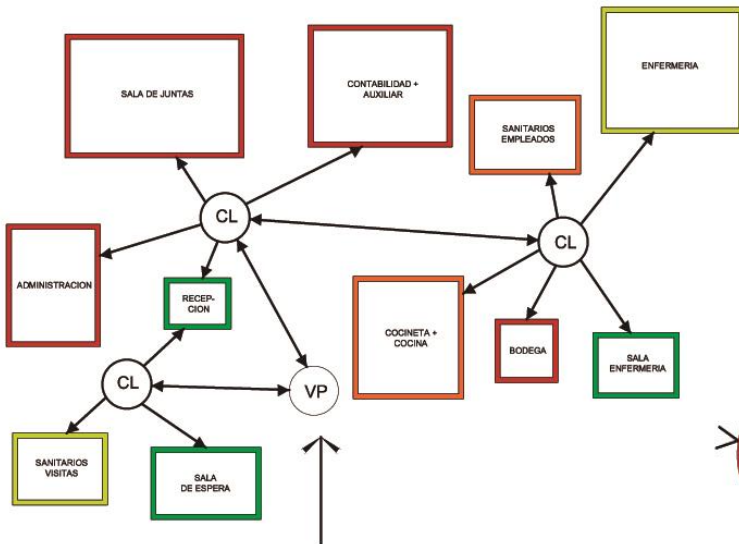 SALA DE JUNTAS
CONTABILIDAD +
AUXILIAR
ENFERMERIA
SANITARIOS
EMPLEADOS
CL
CL
ADMINISTRACION
RECEP-
CION
COCINETA +
COCINA
BODEGA
SALA
ENFERMERIA
CL
VP
SANITARIOS
VISITAS
SALA
DE ESPERA